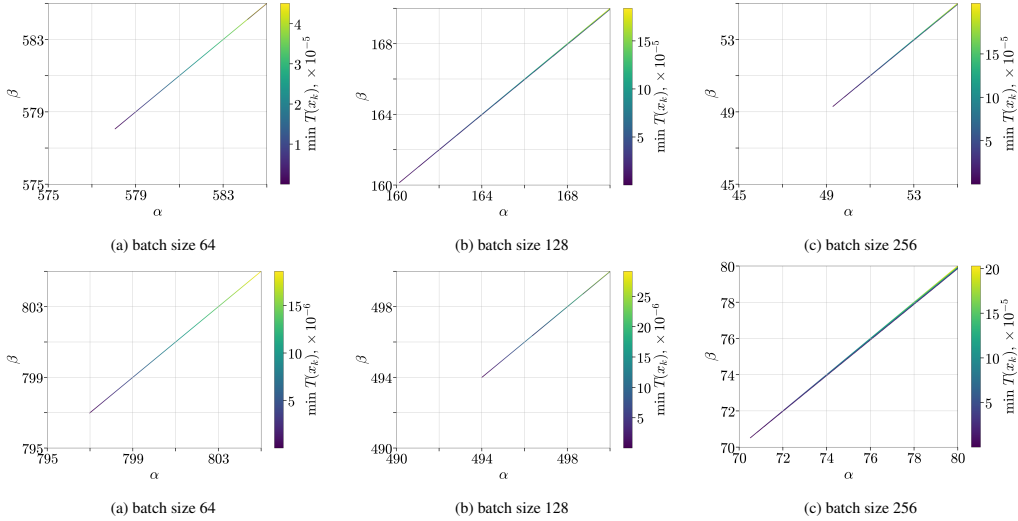 583
579
575
β
575
579
583
α
4
3
2
1
min T(x_k), × 10^{-5}
(a) batch size 64
168
164
160
β
160
164
168
α
15
10
5
min T(x_k), × 10^{-5}
(b) batch size 128
53
49
45
β
45
49
53
α
15
10
5
min T(x_k), × 10^{-5}
(c) batch size 256
803
799
795
β
795
799
803
α
15
10
5
min T(x_k), × 10^{-6}
(a) batch size 64
498
494
490
β
490
494
498
α
25
20
15
10
5
min T(x_k), × 10^{-6}
(b) batch size 128
80
78
76
74
72
70
β
70
72
74
76
78
80
α
20
15
10
5
min T(x_k), × 10^{-5}
(c) batch size 256